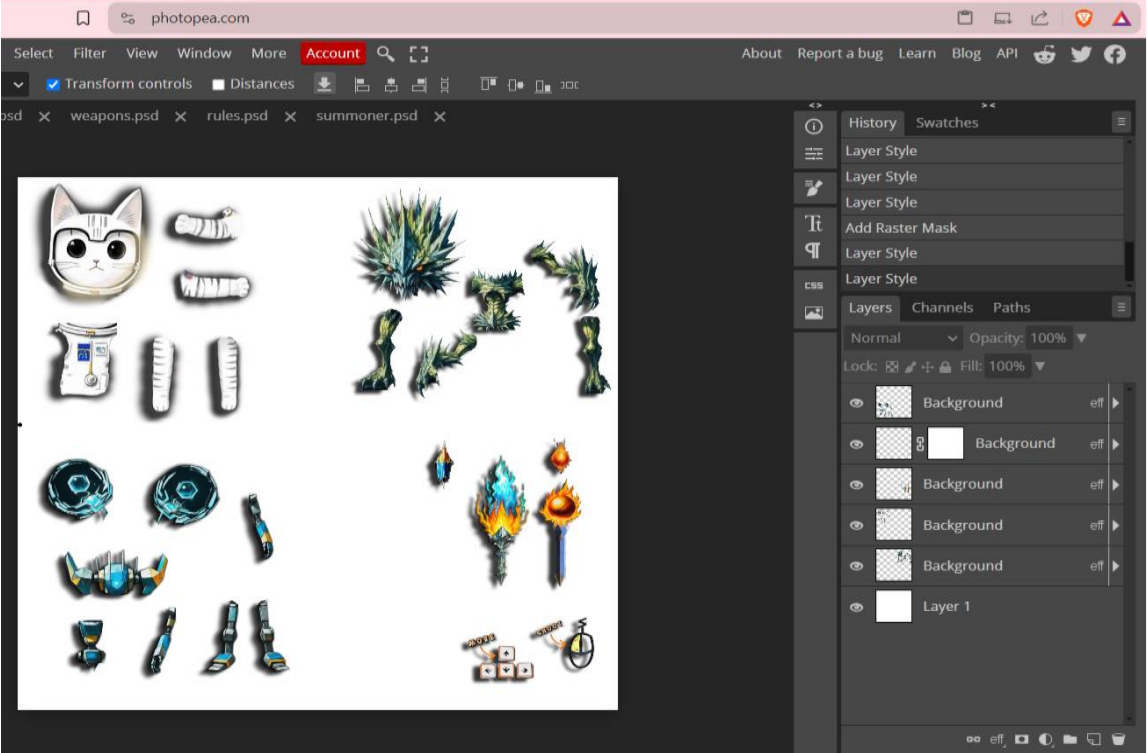 photopea.com
Select Filter View Window More Account About Report a bug Learn Blog API
Transform controls Distances
psd weapons.psd rules.psd summoner.psd
History Swatches
Layer Style
Layer Style
Layer Style
Add Raster Mask
Layer Style
Layer Style
CSS
Layers Channels Paths
Normal Opacity: 100%
Lock: Fill: 100%
Background eff
Background eff
Background eff
Background eff
Background eff
Layer 1
MOVE
eff